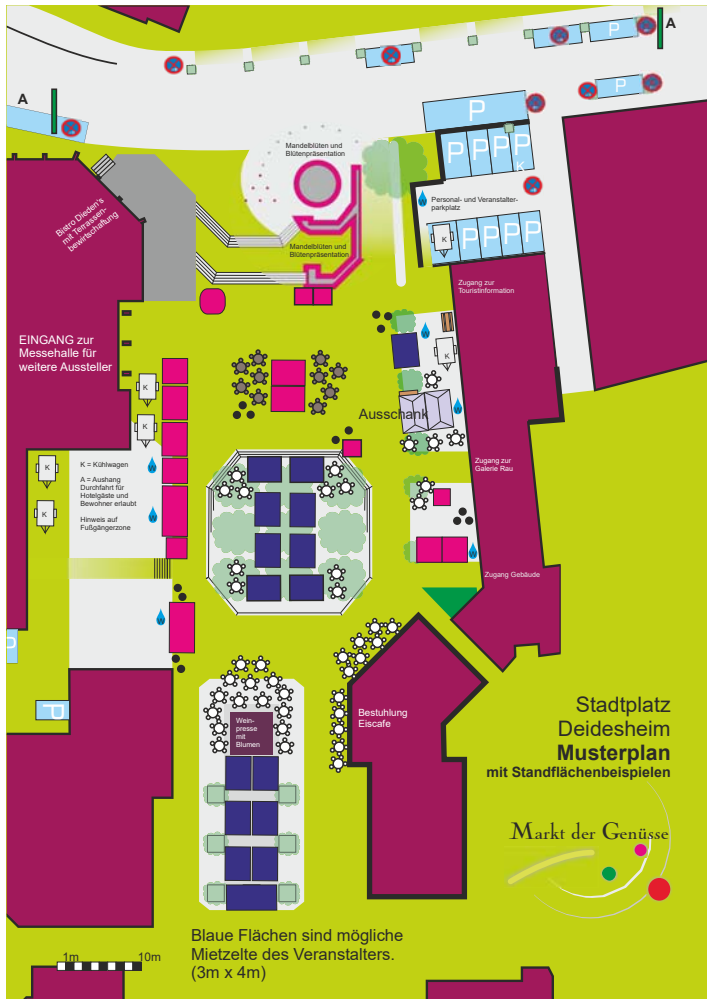 A
A
P
P
P
Mandelblüten und
Blütenpräsentation
P
P
P
P
K
Bistro Dieden's
mit Terrassen-
bewirtschaftung
W
Personal- und Veranstalter-
parkplatz
K
P
P
P
P
Mandelblüten und
Blütenpräsentation
Zugang zur
Touristinformation
EINGANG zur
Messehalle für
weitere Aussteller
W
K
K
Ausschank
W
K
K
K = Kühlwagen
A = Aushang
Durchfahrt für
Hotelgäste und
Bewohner erlaubt
Hinweis auf
Fußgängerzone
W
W
K
K
Zugang zur
Galerie Rau
W
Zugang Gebäude
W
P
P
Wein-
presse
mit
Blumen
Bestuhlung
Eiscafe
Stadtplatz
Deidesheim
Musterplan
mit Standflächenbeispielen
Markt der Genüsse
Blaue Flächen sind mögliche
Mietzelte des Veranstalters.
(3m x 4m)
1m 10m